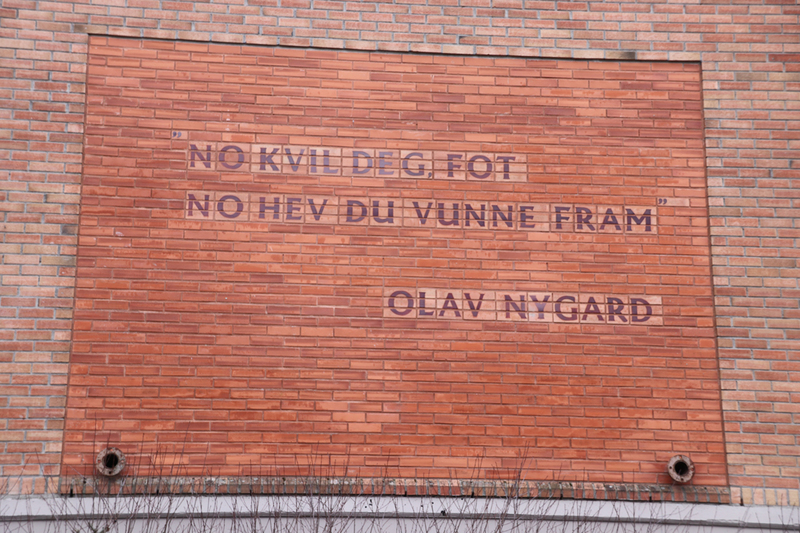 ”NO KVIL DEG, FOT
NO HEV DU VUNNE FRAM”
OLAV NYGARD